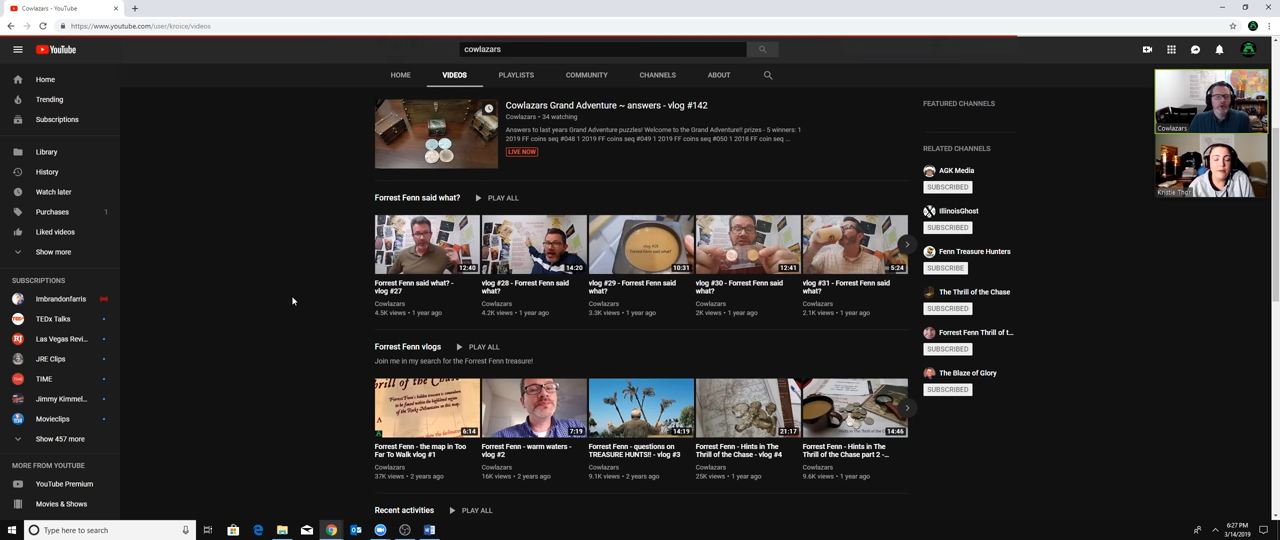 Cowlazars - YouTube
https://www.youtube.com/user/kroice/videos
YouTube
cowlazars
HOME VIDEOS PLAYLISTS COMMUNITY CHANNELS ABOUT
Home
Trending
Subscriptions
Library
History
Watch later
Purchases 1
Liked videos
Show more
SUBSCRIPTIONS
Imbrandonfarris
TEDx Talks
Las Vegas Revi...
JRE Clips
TIME
Jimmy Kimmel...
Movieclips
Show 457 more
MORE FROM YOUTUBE
YouTube Premium
Movies & Shows
Cowlazars Grand Adventure ~ answers - vlog #142
Cowlazars • 34 watching
Answers to last years Grand Adventure puzzles! Welcome to the Grand Adventure!! prizes - 5 winners: 1
2019 FF coins seq #048 1 2019 FF coins seq #049 1 2019 FF coins seq #050 1 2018 FF coin seq ...
LIVE NOW
Forrest Fenn said what? PLAY ALL
12:40 14:20 10:31 12:41 5:24
vlog #29
Forrest Fenn said what?
Forrest Fenn said what? - vlog #27
Cowlazars
4.5K views • 1 year ago
vlog #28 - Forrest Fenn said what?
Cowlazars
4.2K views • 1 year ago
vlog #29 - Forrest Fenn said what?
Cowlazars
3.3K views • 1 year ago
vlog #30 - Forrest Fenn said what?
Cowlazars
2K views • 1 year ago
vlog #31 - Forrest Fenn said what?
Cowlazars
2.1K views • 1 year ago
Forrest Fenn vlogs PLAY ALL
Join me in my search for the Forrest Fenn treasure!
6:14 7:19 14:19 21:17 14:46
Forrest Fenn - the map in Too
Far To Walk vlog #1
Cowlazars
37K views • 2 years ago
Forrest Fenn - warm waters -
vlog #2
Cowlazars
16K views • 2 years ago
Forrest Fenn - questions on
TREASURE HUNTS!! - vlog #3
Cowlazars
9.1K views • 2 years ago
Forrest Fenn - Hints in The
Thrill of the Chase - vlog #4
Cowlazars
25K views • 1 year ago
Forrest Fenn - Hints in The
Thrill of the Chase part 2 -...
Cowlazars
9.6K views • 1 year ago
Recent activities PLAY ALL
FEATURED CHANNELS
RELATED CHANNELS
AGK Media
SUBSCRIBED
IllinoisGhost
SUBSCRIBED
Fenn Treasure Hunters
SUBSCRIBE
The Thrill of the Chase
SUBSCRIBED
Forrest Fenn Thrill of t...
SUBSCRIBED
The Blaze of Glory
SUBSCRIBED
Cowlazars
Kristie Thor
Type here to search
6:27 PM
3/14/2019